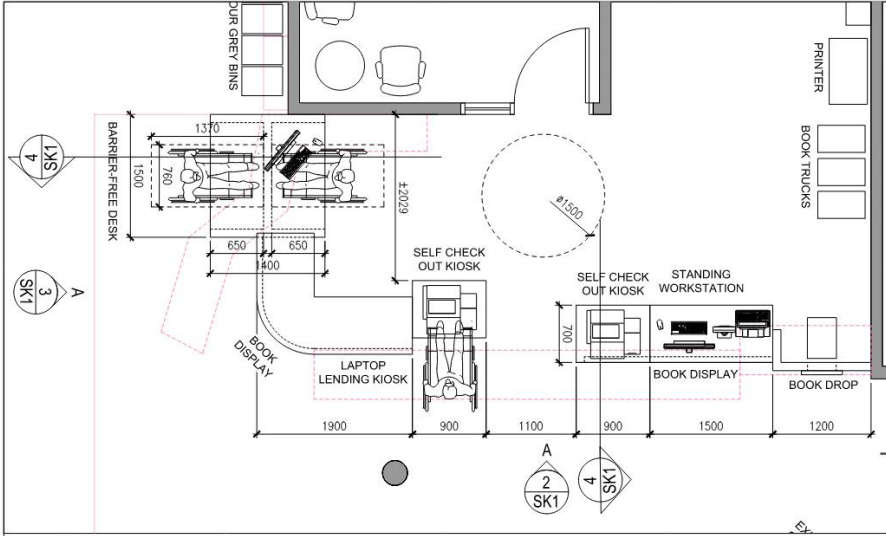 OUR GREY BINS
PRINTER
BOOK TRUCKS
1370
760
1500
BARRIER-FREE DESK
4
SK1
±2029
ø1500
650
650
1400
SELF CHECK
OUT KIOSK
SELF CHECK
OUT KIOSK
STANDING
WORKSTATION
3
SK1
A
700
BOOK
DISPLAY
LAPTOP
LENDING KIOSK
BOOK DISPLAY
BOOK DROP
1900
900
1100
900
1500
1200
A
2
SK1
4
SK1